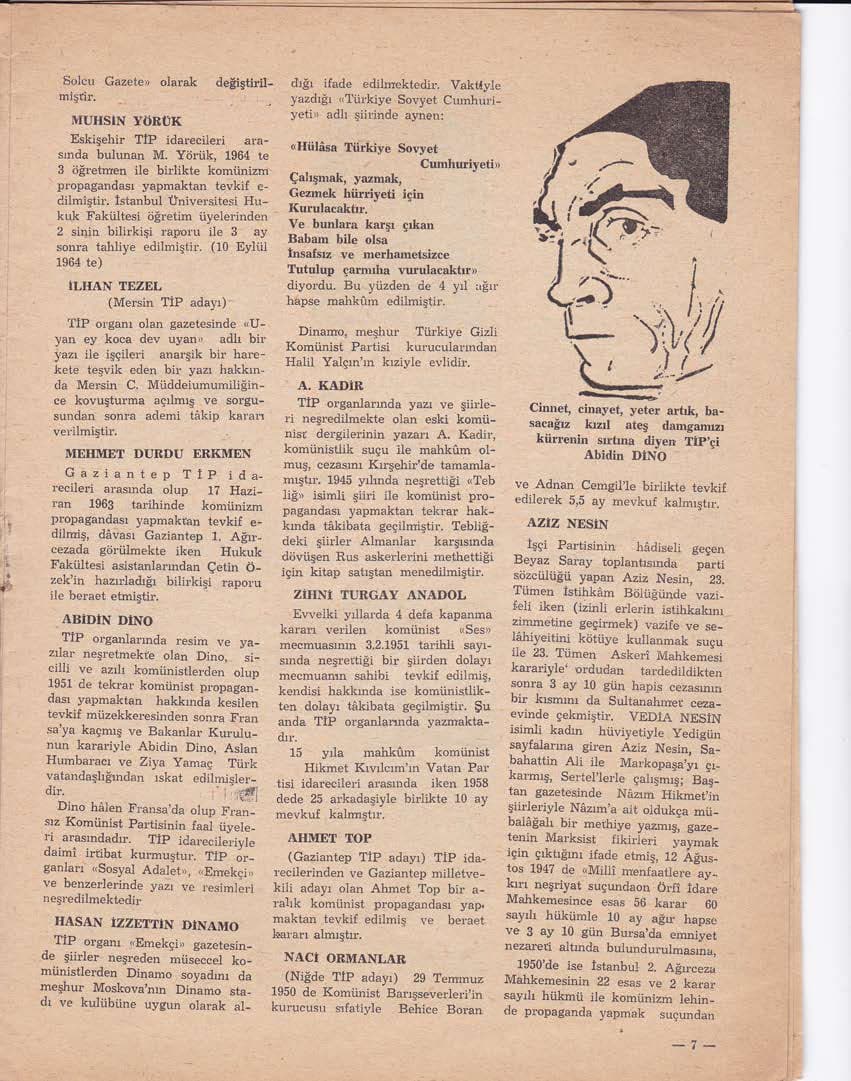 Solcu Gazete» olarak değiştiril-
miştir.
MUHSİN YÖRÜK
Eskişehir TİP idarecileri ara-
sında bulunan M. Yörük, 1964 te
3 öğretmen ile birlikte komünizm
propagandası yapmaktan tevkif e-
dilmiştir. İstanbul Üniversitesi Hu-
kuk Fakültesi öğretim üyelerinden
2 sinin bilirkişi raporu ile 3 ay
sonra tahliye edilmiştir. (10 Eylül
1964 te)
İLHAN TEZEL
(Mersin TİP adayı)
TİP organı olan gazetesinde «U-
yan ey koca dev uyan» adlı bir
yazı ile işçileri anarşik bir hare-
kete teşvik eden bir yazı hakkın-
da Mersin C. Müddeiumumiliğin-
ce kovuşturma açılmış ve sorgu-
sundan sonra ademi tâkip kararı
verilmiştir.
MEHMET DURDU ERKMEN
Gaziantep TİP ida-
recileri arasında olup 17 Hazi-
ran 1963 tarihinde komünizm
propagandası yapmaktan tevkif e-
dilmiş, dâvası Gaziantep 1. Ağır-
cezada görülmekte iken Hukuk
Fakültesi asistanlarından Çetin Ö-
zek'in hazırladığı bilirkişi raporu
ile beraet etmiştir.
ABİDİN DİNO
TİP organlarında resim ve ya-
zılar neşretmekte olan Dino, si-
cilli ve azılı komünistlerden olup
1951 de tekrar komünist propagan-
dası yapmaktan hakkında kesilen
tevkif müzekkeresinden sonra Fran
sa'ya kaçmış ve Bakanlar Kurulu-
nun karariyle Abidin Dino, Aslan
Humbaracı ve Ziya Yamaç Türk
vatandaşlığından ıskat edilmişler-
dir.
Dino hâlen Fransa'da olup Fran-
sız Komünist Partisinin faal üyele-
ri arasındadır. TİP idarecileriyle
daimî irtibat kurmuştur. TİP or-
ganları «Sosyal Adalet», «Emekçi»
ve benzerlerinde yazı ve resimleri
neşredilmektedir
HASAN İZZETTİN DİNAMO
TİP organı «Emekçi» gazetesin-
de şiirler neşreden müseccel ko-
münistlerden Dinamo soyadını da
meşhur Moskova'nın Dinamo sta-
dı ve kulübüne uygun olarak al-
dığı ifade edilmektedir. Vaktiyle
yazdığı «Türkiye Sovyet Cumhuri-
yeti» adlı şiirinde aynen:
«Hülâsa Türkiye Sovyet
Cumhuriyeti»
Çalışmak, yazmak,
Gezmek hürriyeti için
Kurulacaktır.
Ve bunlara karşı çıkan
Babam bile olsa
İnsafsız ve merhametsizce
Tutulup çarmıha vurulacaktır»
diyordu. Bu yüzden de 4 yıl ağır
hapse mahkûm edilmiştir.
Dinamo, meşhur Türkiye Gizli
Komünist Partisi kurucularından
Halil Yalçın'ın kıziyle evlidir.
A. KADİR
TİP organlarında yazı ve şiirle-
ri neşredilmekte olan eski komü-
nist dergilerinin yazarı A. Kadir,
komünistlik suçu ile mahkûm ol-
muş, cezasını Kırşehir'de tamamla-
mıştır. 1945 yılında neşrettiği «Teb
liğ» isimli şiiri ile komünist pro-
pagandası yapmaktan tekrar hak-
kında tâkibata geçilmiştir. Tebliğ-
deki şiirler Almanlar karşısında
dövüşen Rus askerlerini methettiği
için kitap satıştan menedilmiştir.
ZİHNİ TURGAY ANADOL
Evvelki yıllarda 4 defa kapanma
kararı verilen komünist «Ses»
mecmuasının 3.2.1951 tarihli sayı-
sında neşrettiği bir şiirden dolayı
mecmuanın sahibi tevkif edilmiş,
kendisi hakkında ise komünistlik-
ten dolayı tâkibata geçilmiştir. Şu
anda TİP organlarında yazmakta-
dır.
15 yıla mahkûm komünist
Hikmet Kıvılcım'ın Vatan Par
tisi idarecileri arasında iken 1958
dede 25 arkadaşiyle birlikte 10 ay
mevkuf kalmıştır.
AHMET TOP
(Gaziantep TİP adayı) TİP ida-
recilerinden ve Gaziantep milletve-
kili adayı olan Ahmet Top bir a-
ralık komünist propagandası yap-
maktan tevkif edilmiş ve beraet
kararı almıştır.
NACİ ORMANLAR
(Niğde TİP adayı) 29 Temmuz
1950 de Komünist Barışseverleri'in
kurucusu sıfatiyle Behice Boran
Cinnet, cinayet, yeter artık, ba-
sacağız kızıl ateş damgamızı
kürrenin sırtına diyen TİP'çi
Abidin DİNO
ve Adnan Cemgil'le birlikte tevkif
edilerek 5,5 ay mevkuf kalmıştır.
AZİZ NESİN
İşçi Partisinin hâdiseli geçen
Beyaz Saray toplantısında parti
sözcülüğü yapan Aziz Nesin, 23.
Tümen İstihkâm Bölüğünde vazi-
feli iken (izinli erlerin istihkakını
zimmetine geçirmek) vazife ve se-
lâhiyetini kötüye kullanmak suçu
ile 23. Tümen Askerî Mahkemesi
karariyle' ordudan tardedildikten
sonra 3 ay 10 gün hapis cezasının
bir kısmını da Sultanahmet ceza-
evinde çekmiştir. VEDİA NESİN
isimli kadın hüviyetiyle Yedigün
sayfalarına giren Aziz Nesin, Sa-
bahattin Ali ile Markopaşa'yı çı-
karmış, Sertel'lerle çalışmış; Baş-
tan gazetesinde Nâzım Hikmet'in
şiirleriyle Nâzım'a ait oldukça mü-
balâğalı bir methiye yazmış, gaze-
tenin Marksist fikirleri yaymak
için çıktığını ifade etmiş, 12 Ağus-
tos 1947 de «Millî menfaatlere ay-
kırı neşriyat suçundaon Örfî İdare
Mahkemesince esas 56 karar 60
sayılı hükümle 10 ay ağır hapse
ve 3 ay 10 gün Bursa'da emniyet
nezareti altında bulundurulmasına,
1950'de ise İstanbul 2. Ağırceza
Mahkemesinin 22 esas ve 2 karar
sayılı hükmü ile komünizm lehin-
de propaganda yapmak suçundan
— 7 —